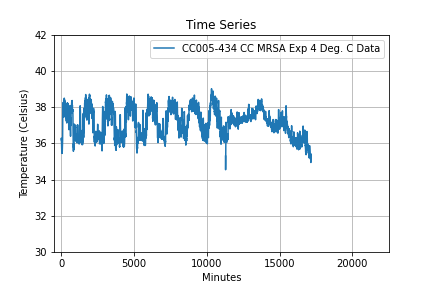 Time Series
CC005-434 CC MRSA Exp 4 Deg. C Data
42
40
38
36
34
32
30
Temperature (Celsius)
0 5000 10000 15000 20000
Minutes